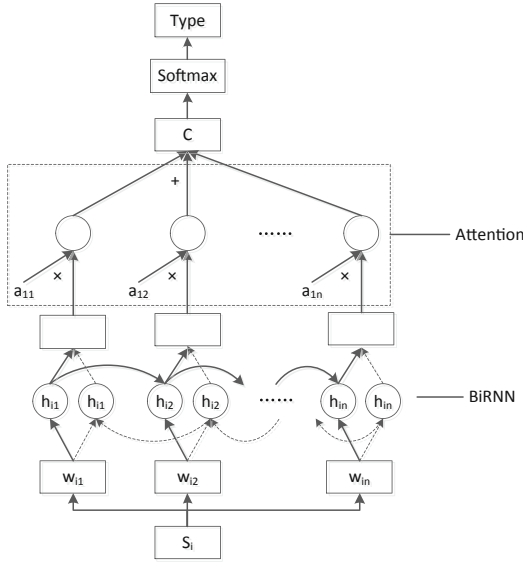 Type
Softmax
C
+
......
Attention
× × ×
a₁₁ a₁₂ a₁ₙ
hᵢ₁ hᵢ₁ hᵢ₂ hᵢ₂ ...... hᵢₙ hᵢₙ
BiRNN
wᵢ₁ wᵢ₂ wᵢₙ
Sᵢ